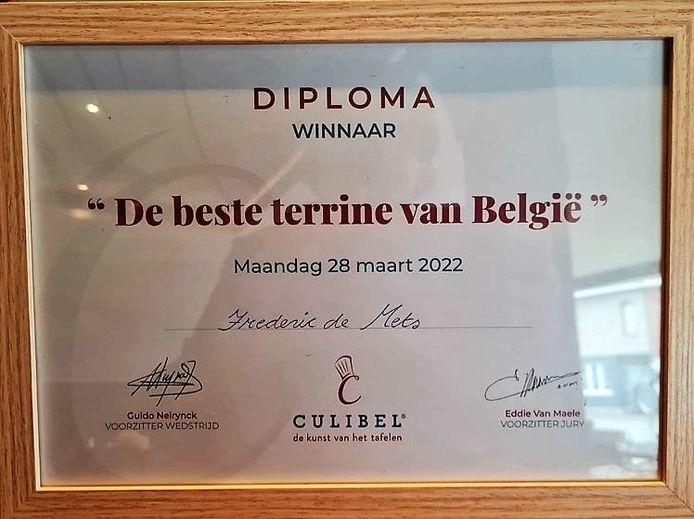 DIPLOMA
WINNAAR
“ De beste terrine van België ”
Maandag 28 maart 2022
Frederic de Mets
Guido Neirynck
VOORZITTER WEDSTRIJD
CULIBEL®
de kunst van het tafelen
Eddie Van Maele
VOORZITTER JURY